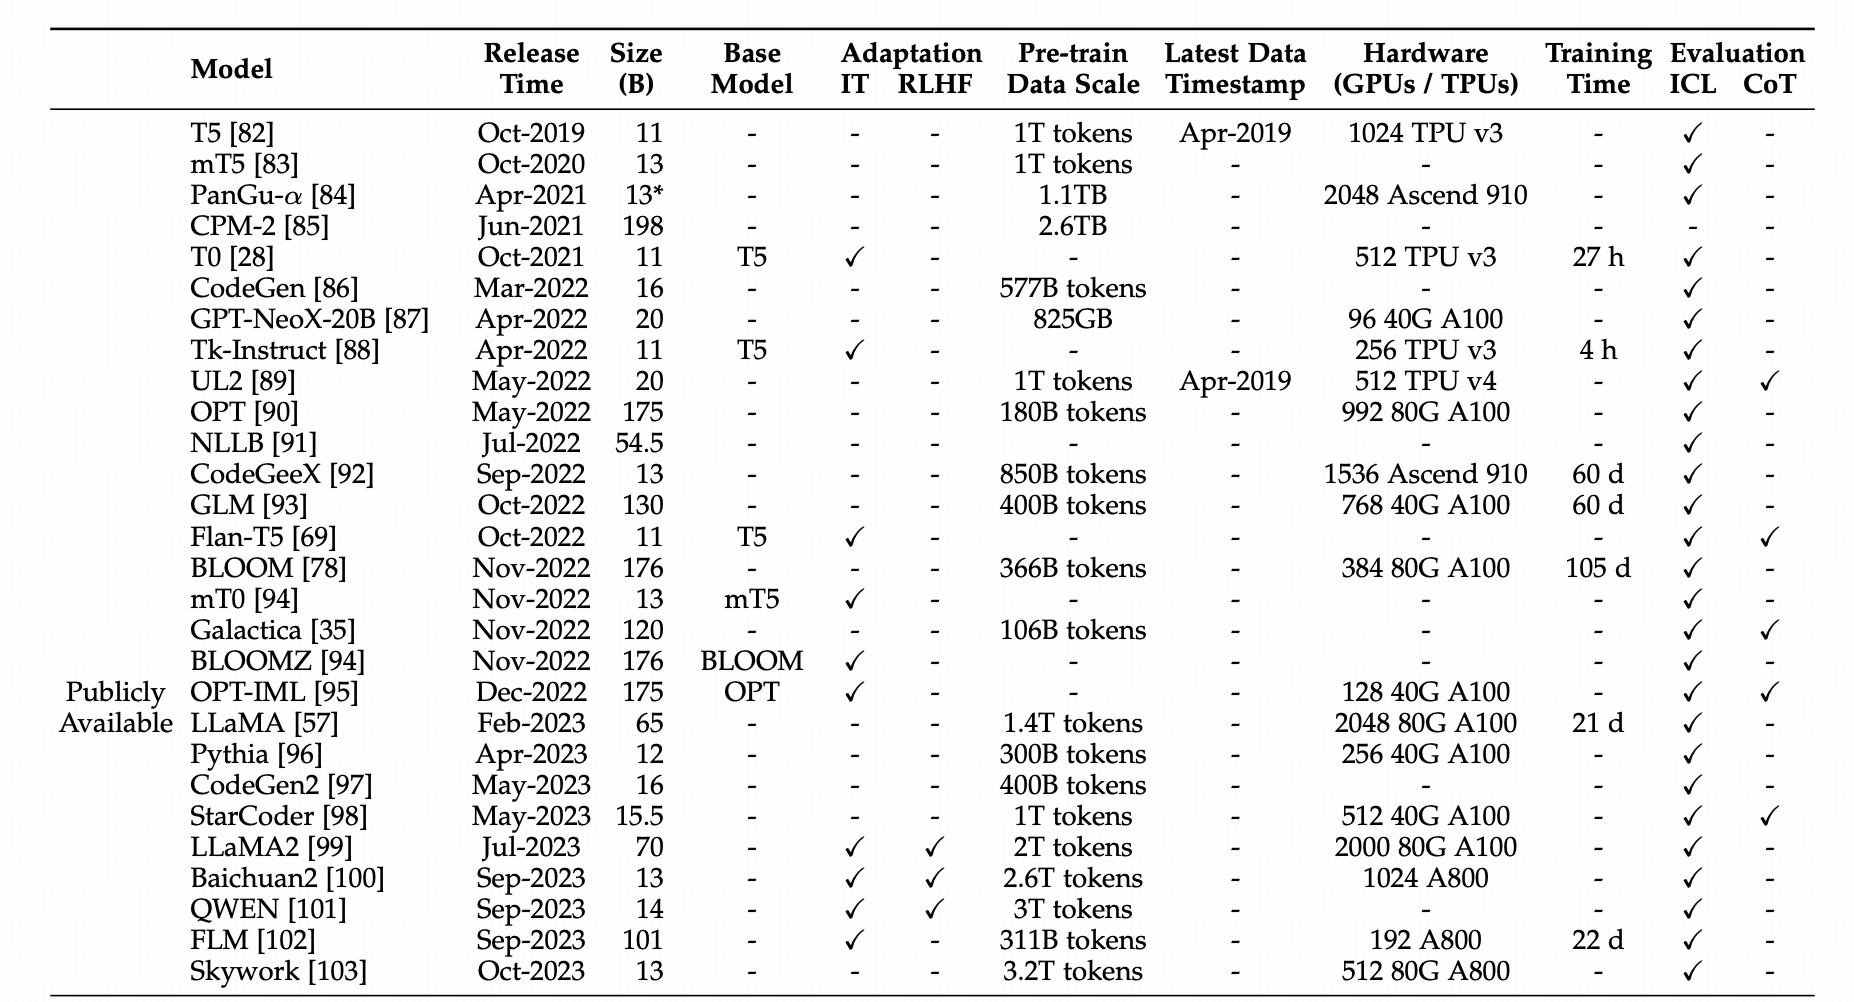 Model Release Time Size (B) Base Model Adaptation IT RLHF Pre-train Data Scale Latest Data Timestamp Hardware (GPUs / TPUs) Training Time Evaluation ICL CoT
T5 [82] Oct-2019 11 - - - 1T tokens Apr-2019 1024 TPU v3 - ✓ -
mT5 [83] Oct-2020 13 - - - 1T tokens - - - ✓ -
PanGu-α [84] Apr-2021 13* - - - 1.1TB - 2048 Ascend 910 - ✓ -
CPM-2 [85] Jun-2021 198 - - - 2.6TB - - - - -
T0 [28] Oct-2021 11 T5 ✓ - - - 512 TPU v3 27 h ✓ -
CodeGen [86] Mar-2022 16 - - - 577B tokens - - - ✓ -
GPT-NeoX-20B [87] Apr-2022 20 - - - 825GB - 96 40G A100 - ✓ -
Tk-Instruct [88] Apr-2022 11 T5 ✓ - - - 256 TPU v3 4 h ✓ -
UL2 [89] May-2022 20 - - - 1T tokens Apr-2019 512 TPU v4 - ✓ ✓
OPT [90] May-2022 175 - - - 180B tokens - 992 80G A100 - ✓ -
NLLB [91] Jul-2022 54.5 - - - - - - - ✓ -
CodeGeeX [92] Sep-2022 13 - - - 850B tokens - 1536 Ascend 910 60 d ✓ -
GLM [93] Oct-2022 130 - - - 400B tokens - 768 40G A100 60 d ✓ -
Flan-T5 [69] Oct-2022 11 T5 ✓ - - - - - ✓ ✓
BLOOM [78] Nov-2022 176 - - - 366B tokens - 384 80G A100 105 d ✓ -
mT0 [94] Nov-2022 13 mT5 ✓ - - - - - ✓ -
Galactica [35] Nov-2022 120 - - - 106B tokens - - - ✓ ✓
BLOOMZ [94] Nov-2022 176 BLOOM ✓ - - - - - ✓ -
Publicly OPT-IML [95] Dec-2022 175 OPT ✓ - - - 128 40G A100 - ✓ ✓
Available LLaMA [57] Feb-2023 65 - - - 1.4T tokens - 2048 80G A100 21 d ✓ -
Pythia [96] Apr-2023 12 - - - 300B tokens - 256 40G A100 - ✓ -
CodeGen2 [97] May-2023 16 - - - 400B tokens - - - ✓ -
StarCoder [98] May-2023 15.5 - - - 1T tokens - 512 40G A100 - ✓ ✓
LLaMA2 [99] Jul-2023 70 - ✓ ✓ 2T tokens - 2000 80G A100 - ✓ -
Baichuan2 [100] Sep-2023 13 - ✓ ✓ 2.6T tokens - 1024 A800 - ✓ -
QWEN [101] Sep-2023 14 - ✓ ✓ 3T tokens - - - ✓ -
FLM [102] Sep-2023 101 - ✓ - 311B tokens - 192 A800 22 d ✓ -
Skywork [103] Oct-2023 13 - - - 3.2T tokens - 512 80G A800 - ✓ -